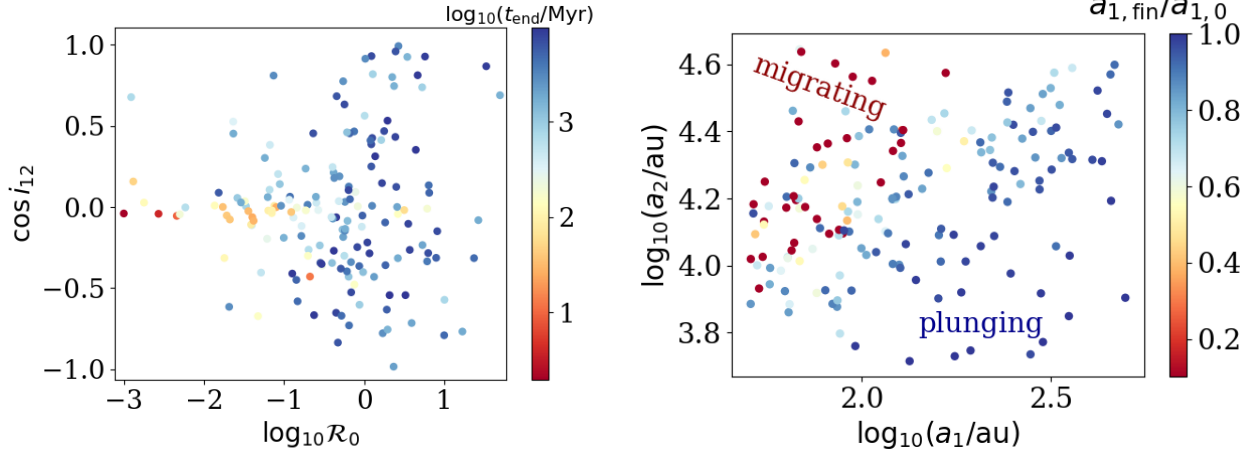 log₁₀(t_end/Myr)
1.0
0.5
0.0
−0.5
−1.0
cos i₁₂
−3 −2 −1 0 1
log₁₀ℛ₀
3
2
1
a₁,fin/a₁,₀
migrating
plunging
4.6
4.4
4.2
4.0
3.8
log₁₀(a₂/au)
2.0 2.5
log₁₀(a₁/au)
1.0
0.8
0.6
0.4
0.2